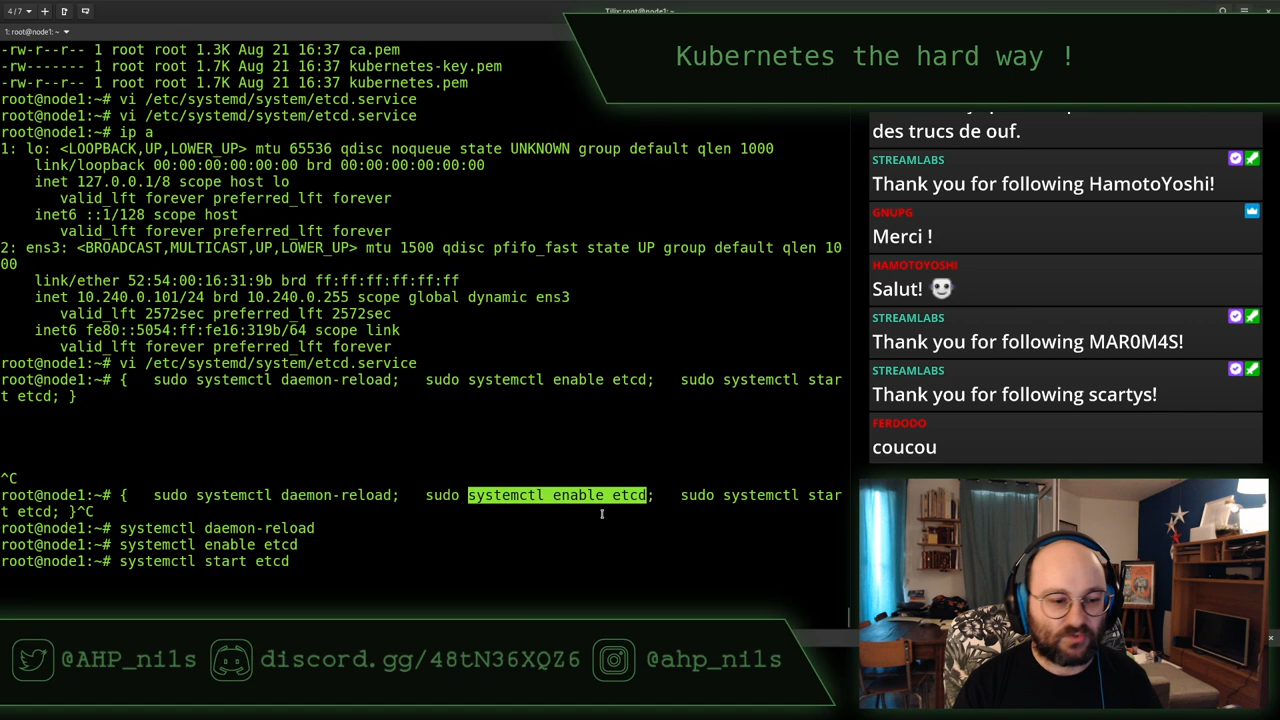 4/7
Tilix: root@node1: ~
1: root@node1: ~
-rw-r--r-- 1 root root 1.3K Aug 21 16:37 ca.pem
-rw------- 1 root root 1.7K Aug 21 16:37 kubernetes-key.pem
-rw-r--r-- 1 root root 1.7K Aug 21 16:37 kubernetes.pem
root@node1:~# vi /etc/systemd/system/etcd.service
root@node1:~# vi /etc/systemd/system/etcd.service
root@node1:~# ip a
1: lo: <LOOPBACK,UP,LOWER_UP> mtu 65536 qdisc noqueue state UNKNOWN group default qlen 1000
link/loopback 00:00:00:00:00:00 brd 00:00:00:00:00:00
inet 127.0.0.1/8 scope host lo
valid_lft forever preferred_lft forever
inet6 ::1/128 scope host
valid_lft forever preferred_lft forever
2: ens3: <BROADCAST,MULTICAST,UP,LOWER_UP> mtu 1500 qdisc pfifo_fast state UP group default qlen 10
00
link/ether 52:54:00:16:31:9b brd ff:ff:ff:ff:ff:ff
inet 10.240.0.101/24 brd 10.240.0.255 scope global dynamic ens3
valid_lft 2572sec preferred_lft 2572sec
inet6 fe80::5054:ff:fe16:319b/64 scope link
valid_lft forever preferred_lft forever
root@node1:~# vi /etc/systemd/system/etcd.service
root@node1:~# {   sudo systemctl daemon-reload;   sudo systemctl enable etcd;   sudo systemctl star
t etcd; }
^C
root@node1:~# {   sudo systemctl daemon-reload;   sudo systemctl enable etcd;   sudo systemctl star
t etcd; }^C
root@node1:~# systemctl daemon-reload
root@node1:~# systemctl enable etcd
root@node1:~# systemctl start etcd
Kubernetes the hard way !
des trucs de ouf.
STREAMLABS
Thank you for following HamotoYoshi!
GNUPG
Merci !
HAMOTOYOSHI
Salut!
STREAMLABS
Thank you for following MAR0M4S!
STREAMLABS
Thank you for following scartys!
FERDODO
coucou
@AHP_nils
discord.gg/48tN36XQZ6
@ahp_nils